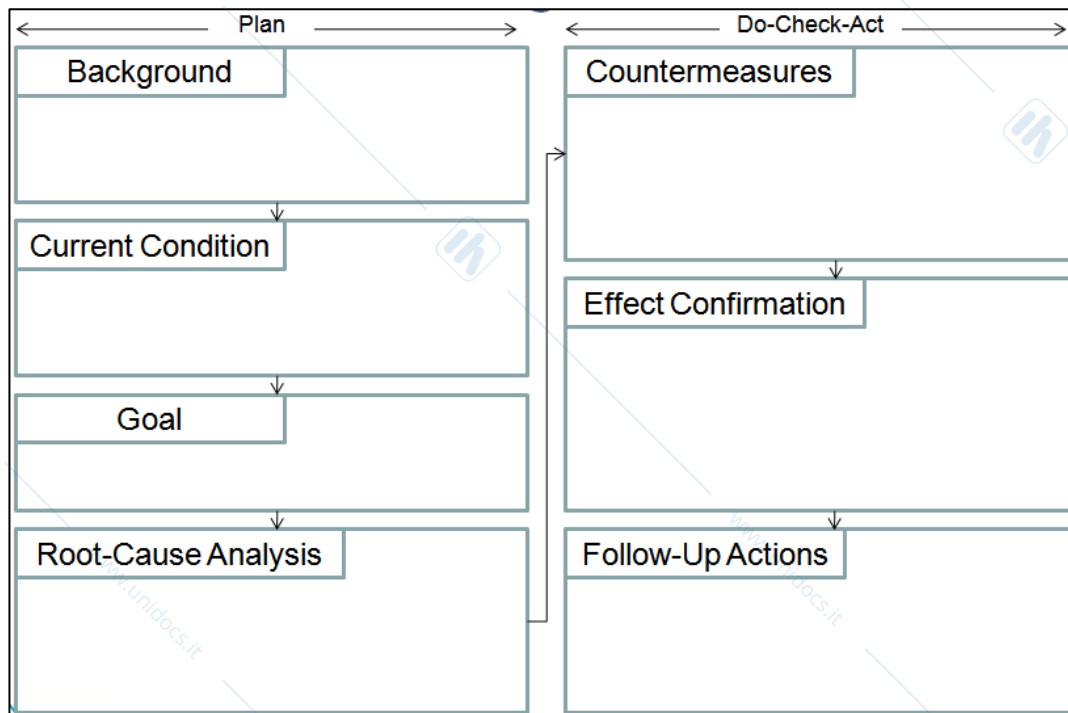 Plan
Background
Current Condition
Goal
Root-Cause Analysis
Do-Check-Act
Countermeasures
Effect Confirmation
Follow-Up Actions
www.unidocs.it
www.unidocs.it